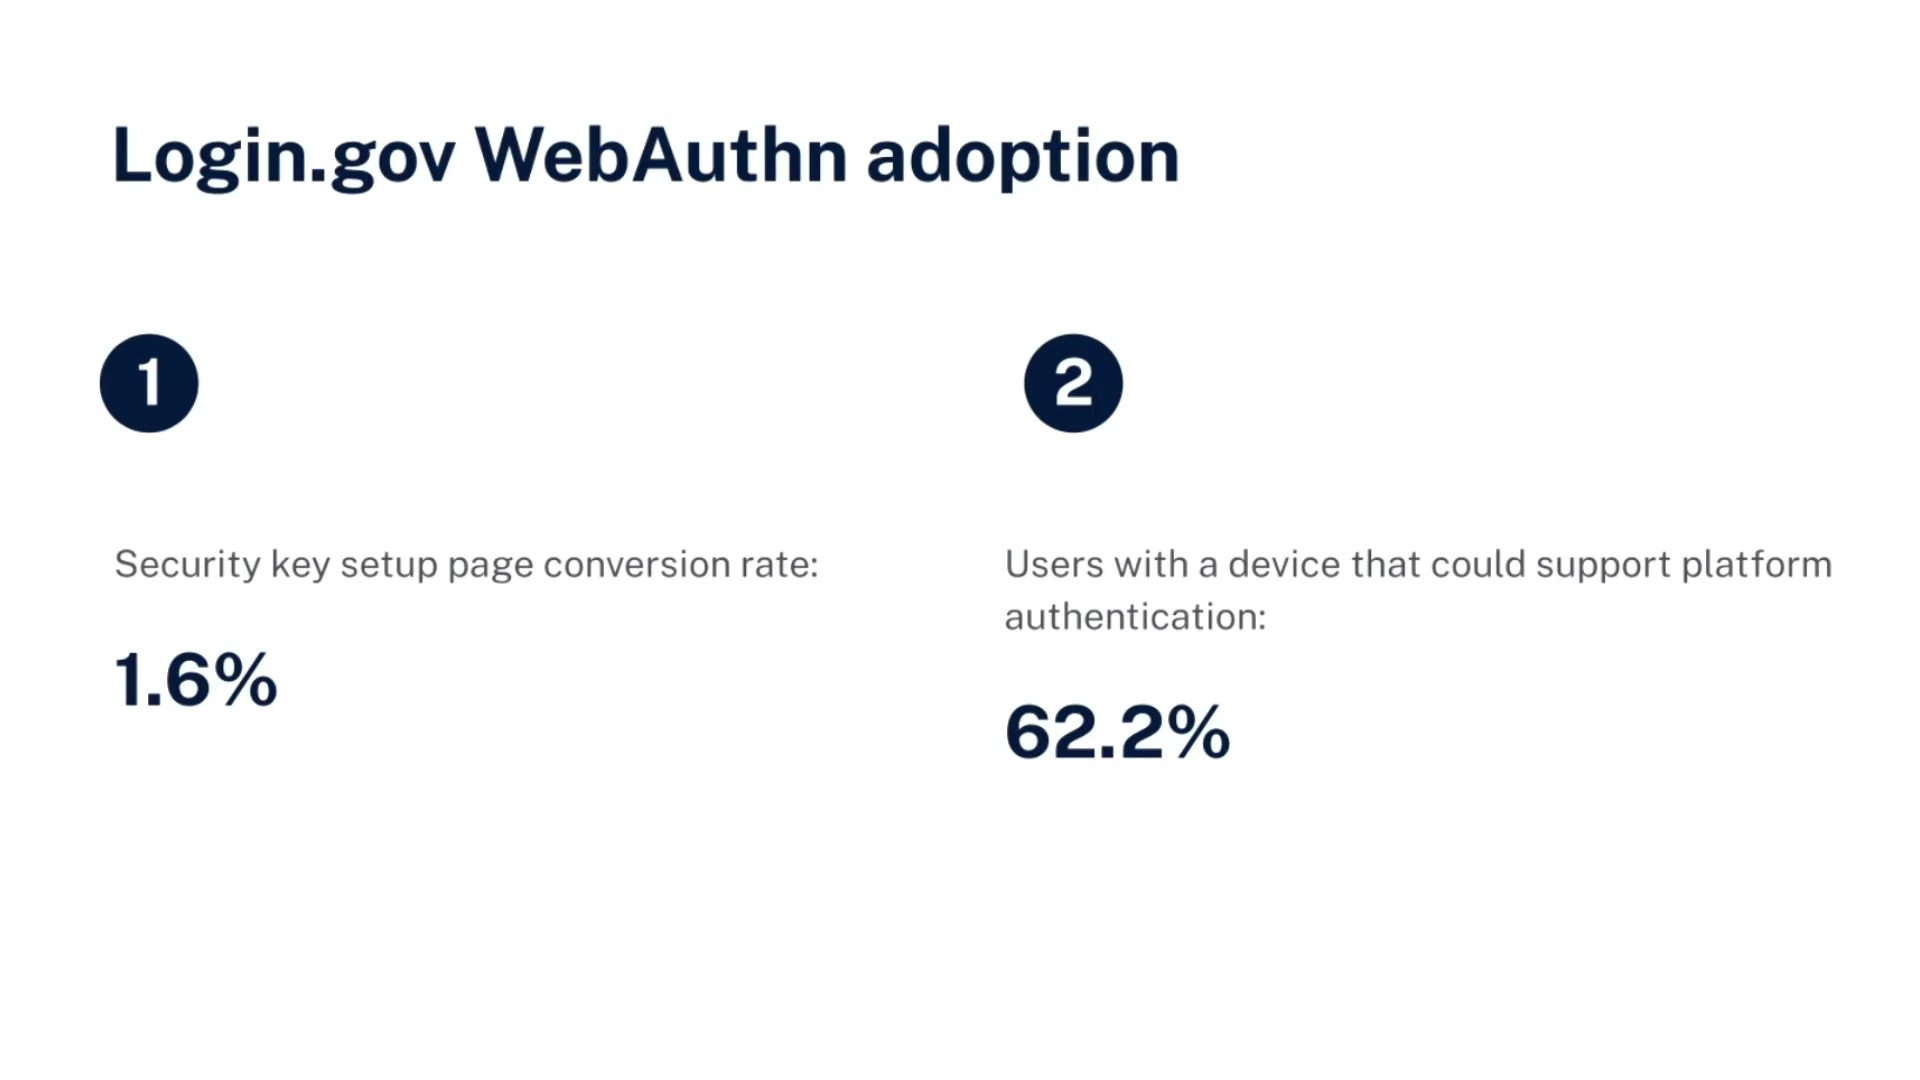 Login.gov WebAuthn adoption
1
Security key setup page conversion rate:
1.6%
2
Users with a device that could support platform
authentication:
62.2%